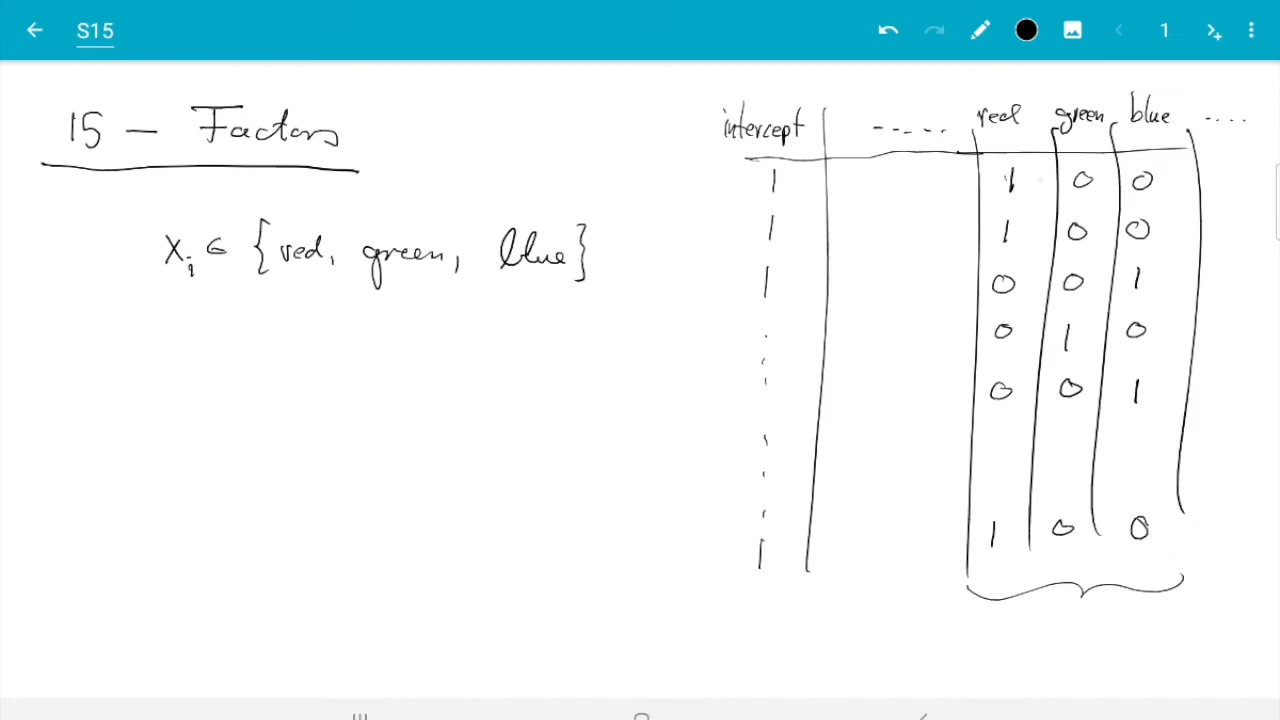 S15
1
15 – Factors
x_i ∈ {red, green, blue}
intercept ..... red green blue ....
1 1 0 0
1 1 0 0
1 0 0 1
. 0 1 0
. 0 0 1
1 1 0 0